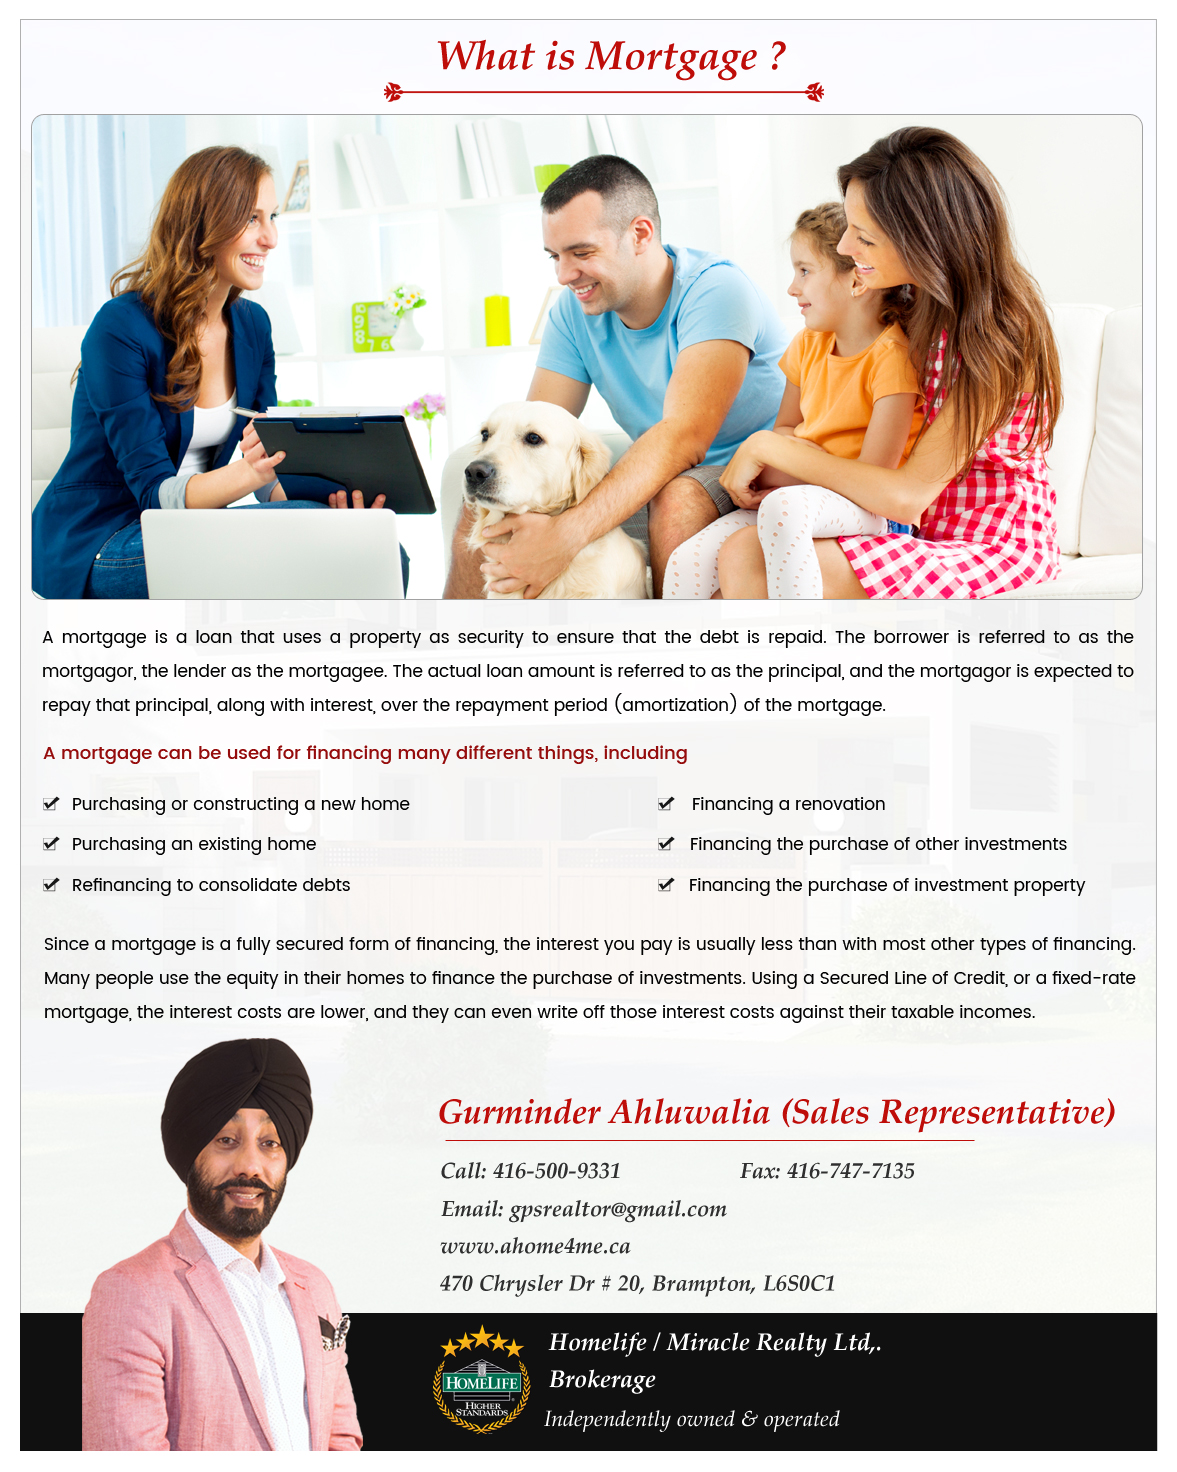 What is Mortgage ?
A mortgage is a loan that uses a property as security to ensure that the debt is repaid. The borrower is referred to as the
mortgagor, the lender as the mortgagee. The actual loan amount is referred to as the principal, and the mortgagor is expected to
repay that principal, along with interest, over the repayment period (amortization) of the mortgage.
A mortgage can be used for financing many different things, including
Purchasing or constructing a new home
Purchasing an existing home
Refinancing to consolidate debts
Financing a renovation
Financing the purchase of other investments
Financing the purchase of investment property
Since a mortgage is a fully secured form of financing, the interest you pay is usually less than with most other types of financing.
Many people use the equity in their homes to finance the purchase of investments. Using a Secured Line of Credit, or a fixed-rate
mortgage, the interest costs are lower, and they can even write off those interest costs against their taxable incomes.
Gurminder Ahluwalia (Sales Representative)
Call: 416-500-9331 Fax: 416-747-7135
Email: gpsrealtor@gmail.com
www.ahome4me.ca
470 Chrysler Dr # 20, Brampton, L6S0C1
HOMELIFE
HIGHER
STANDARDS
Homelife / Miracle Realty Ltd,.
Brokerage
Independently owned & operated